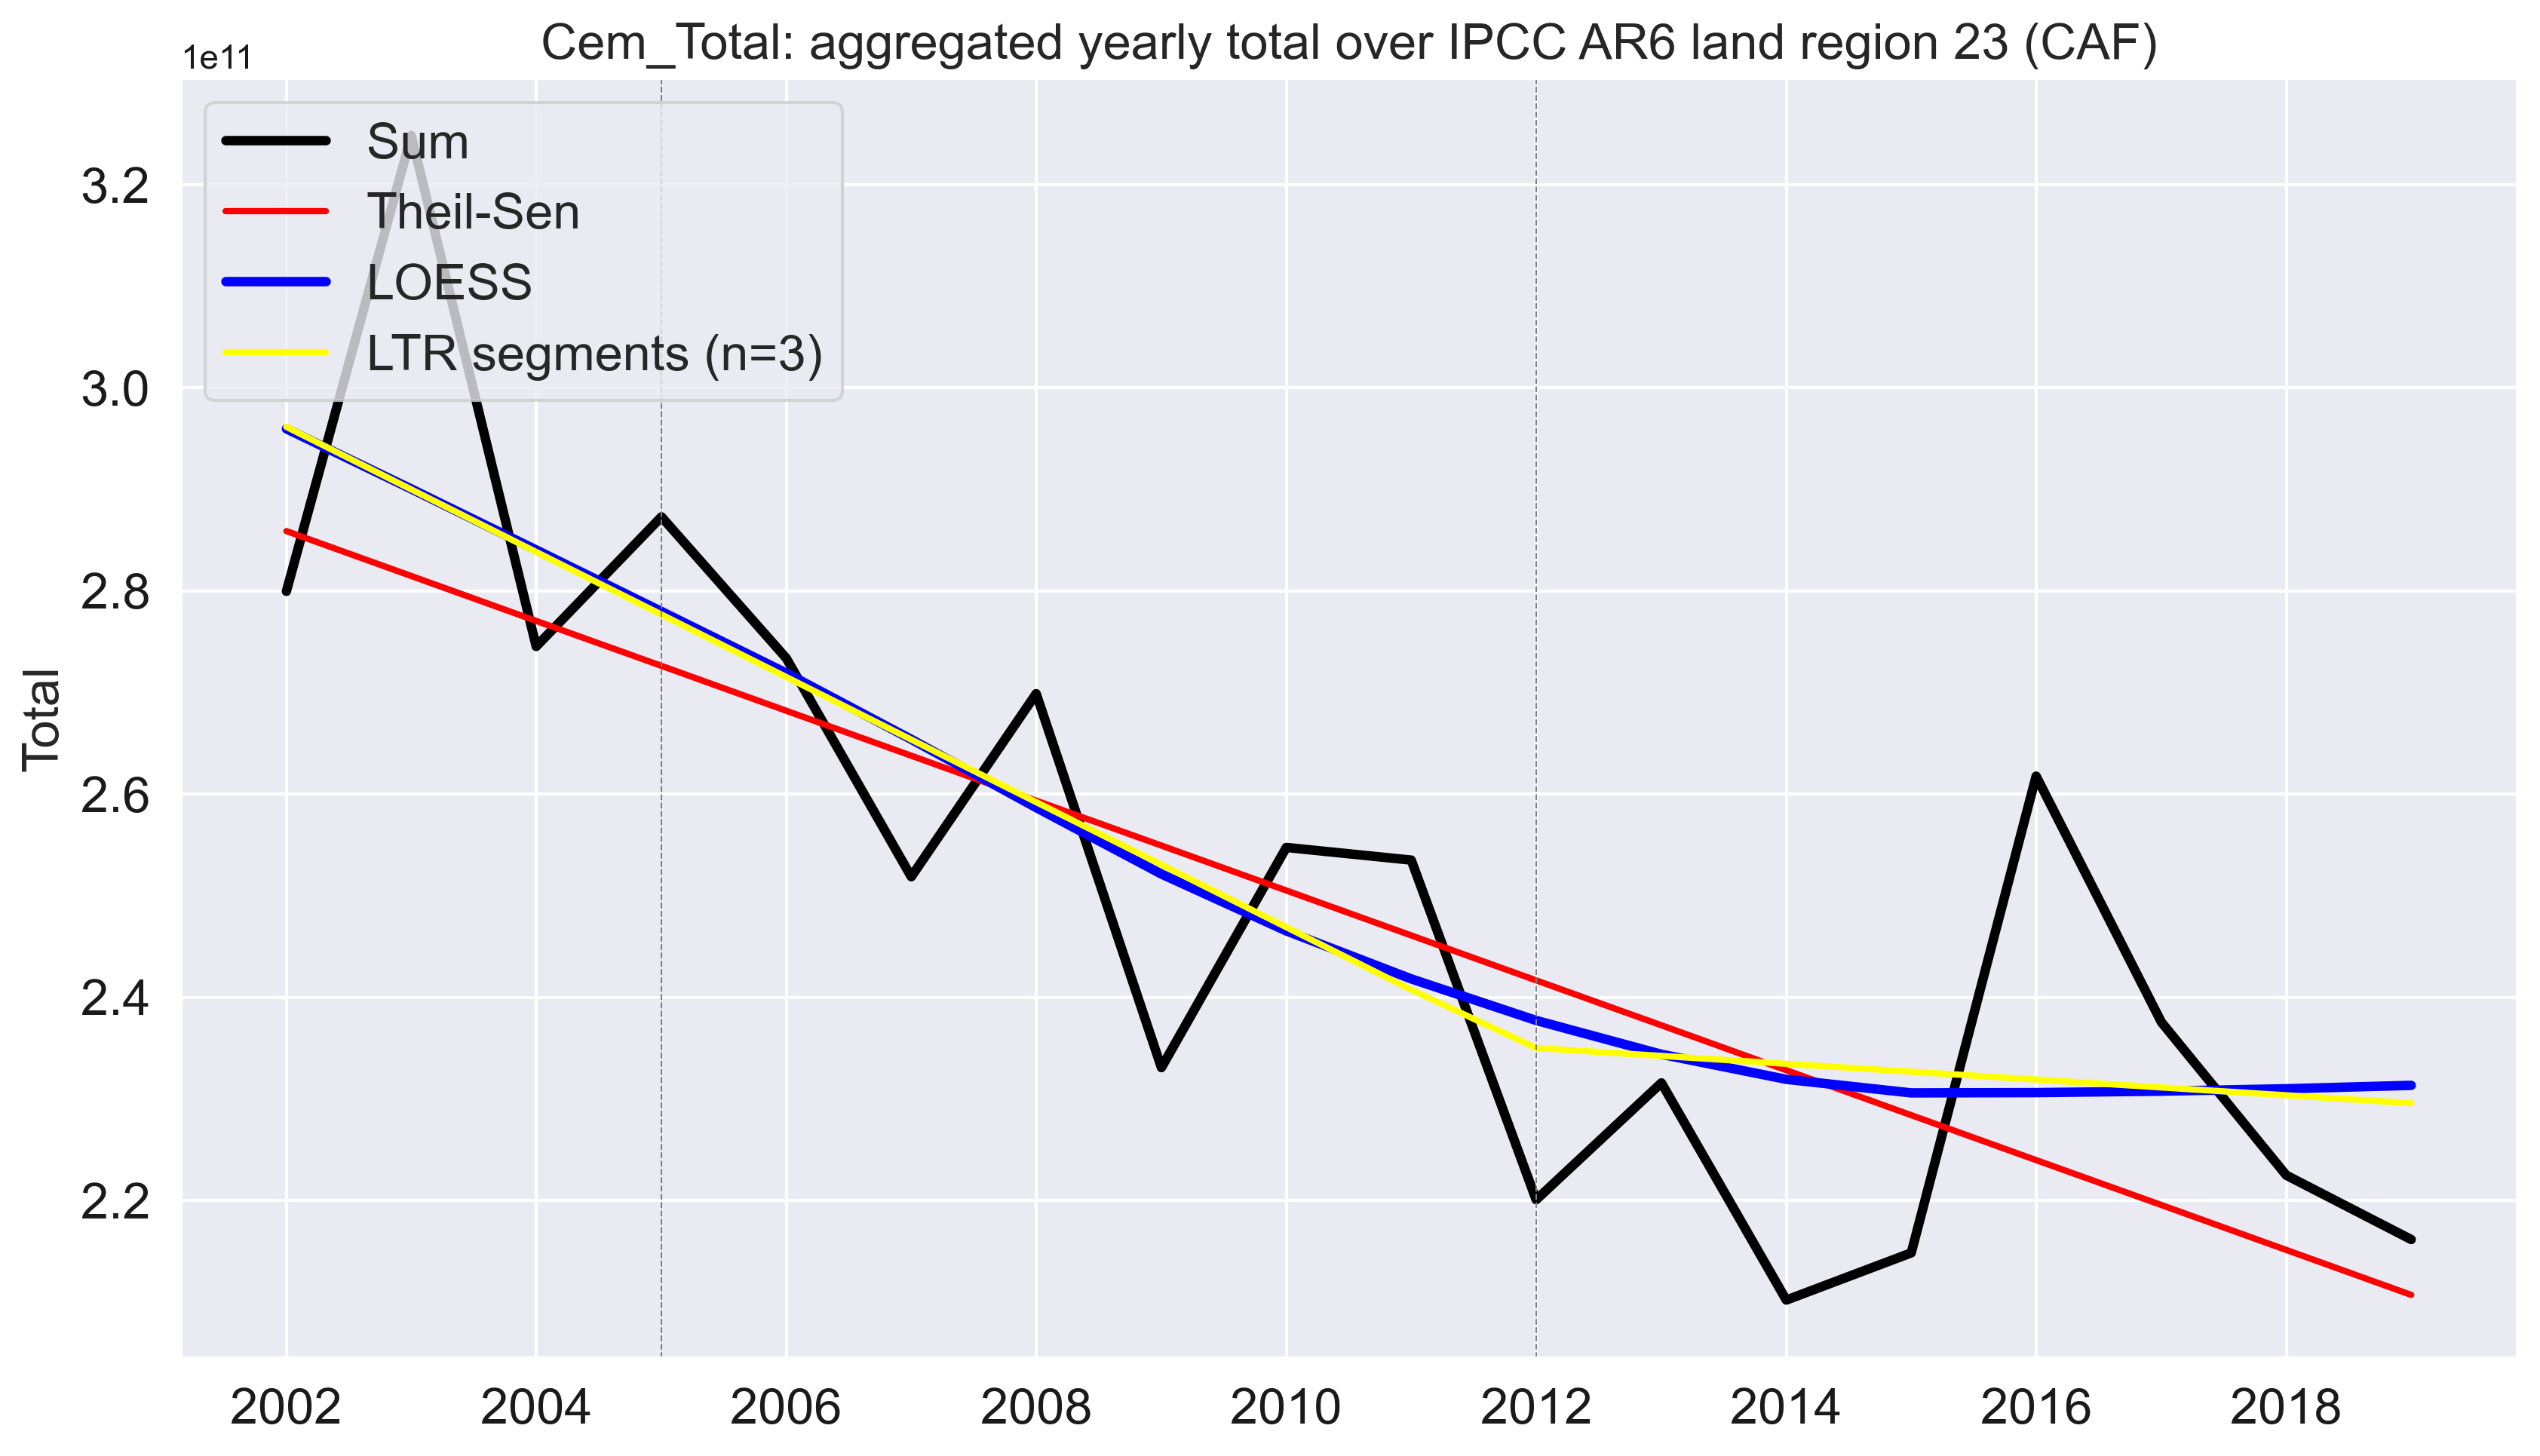 Cem_Total: aggregated yearly total over IPCC AR6 land region 23 (CAF)
1e11
Sum
Theil-Sen
LOESS
LTR segments (n=3)
3.2
3.0
2.8
2.6
2.4
2.2
Total
2002 2004 2006 2008 2010 2012 2014 2016 2018